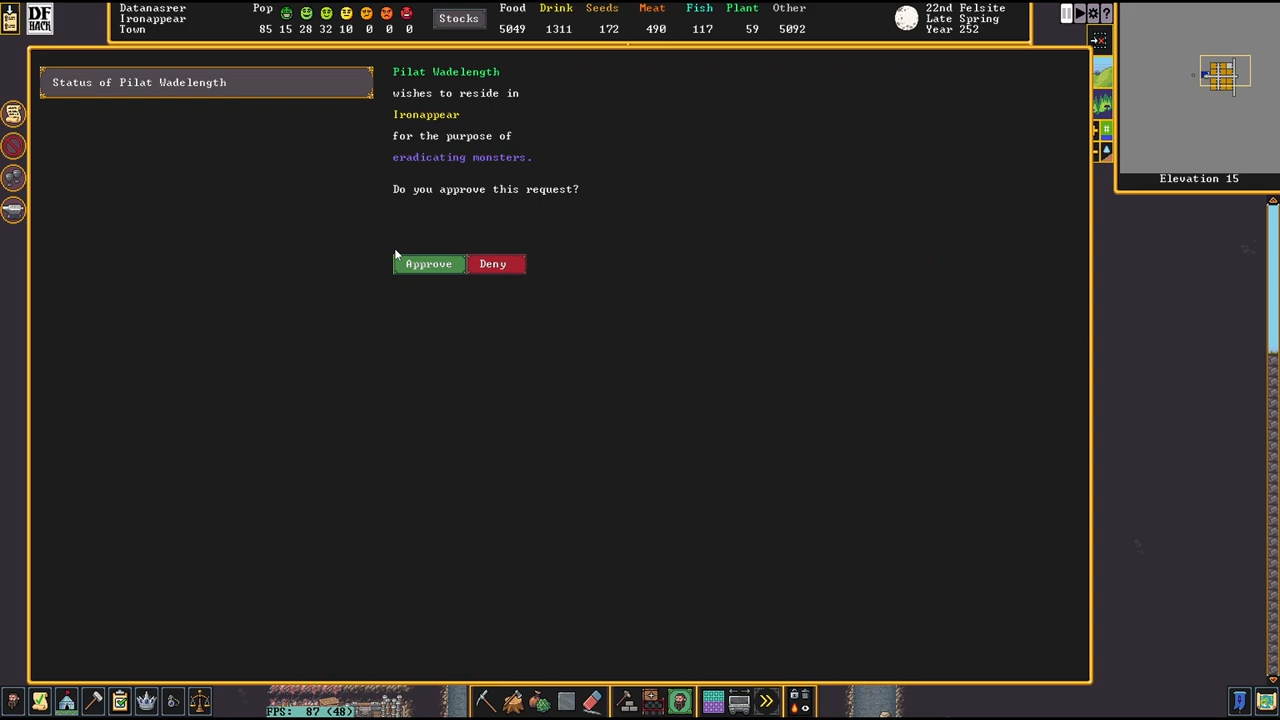 Datanasrer
Ironappear
Town
DF
HACK
Pop
85 15 28 32 10 0 0 0
Stocks
Food Drink Seeds Meat Fish Plant Other
5049 1311 172 490 117 59 5092
22nd Felsite
Late Spring
Year 252
Elevation 15
Status of Pilat Wadelength
Pilat Wadelength
wishes to reside in
Ironappear
for the purpose of
eradicating monsters.
Do you approve this request?
Approve Deny
FPS: 87 (48)